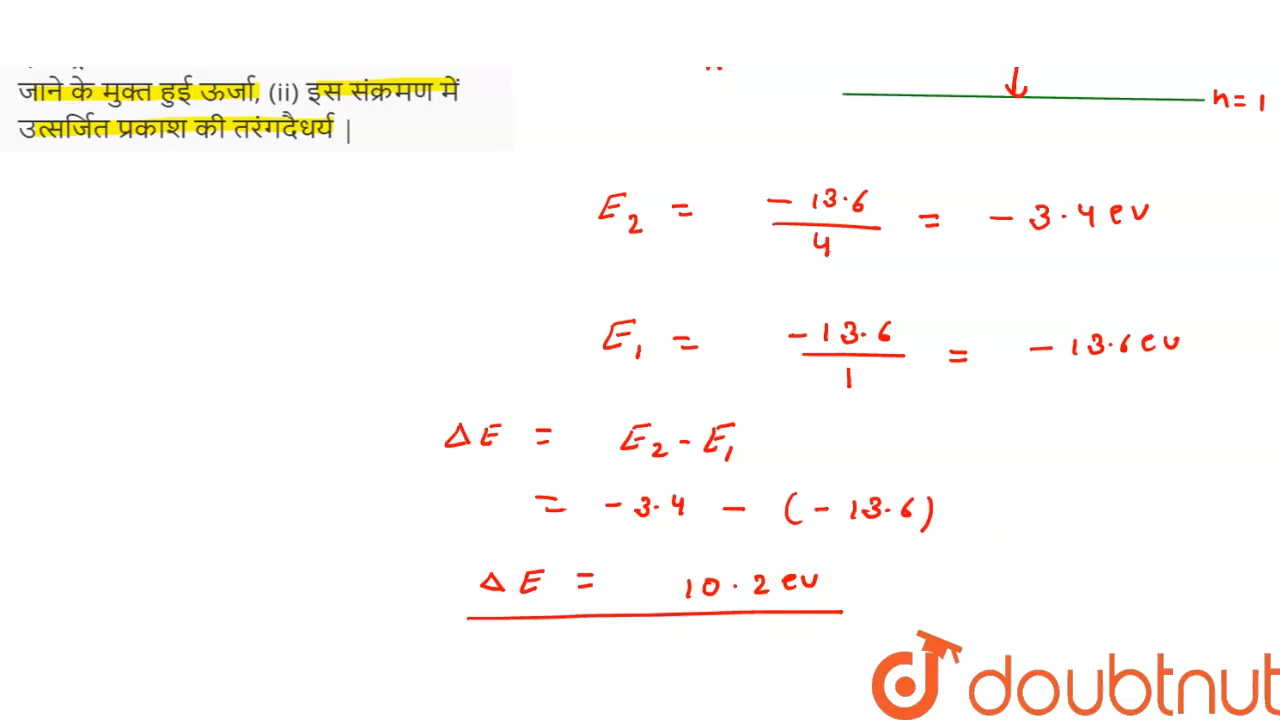 जाने के मुक्त हुई ऊर्जा, (ii) इस संक्रमण में
उत्सर्जित प्रकाश की तरंगदैधर्य |
n = 1
E2 = -13.6/4 = -3.4 ev
E1 = -13.6/1 = -13.6 ev
ΔE = E2 - E1
= -3.4 - (-13.6)
ΔE = 10.2 ev
doubtnut